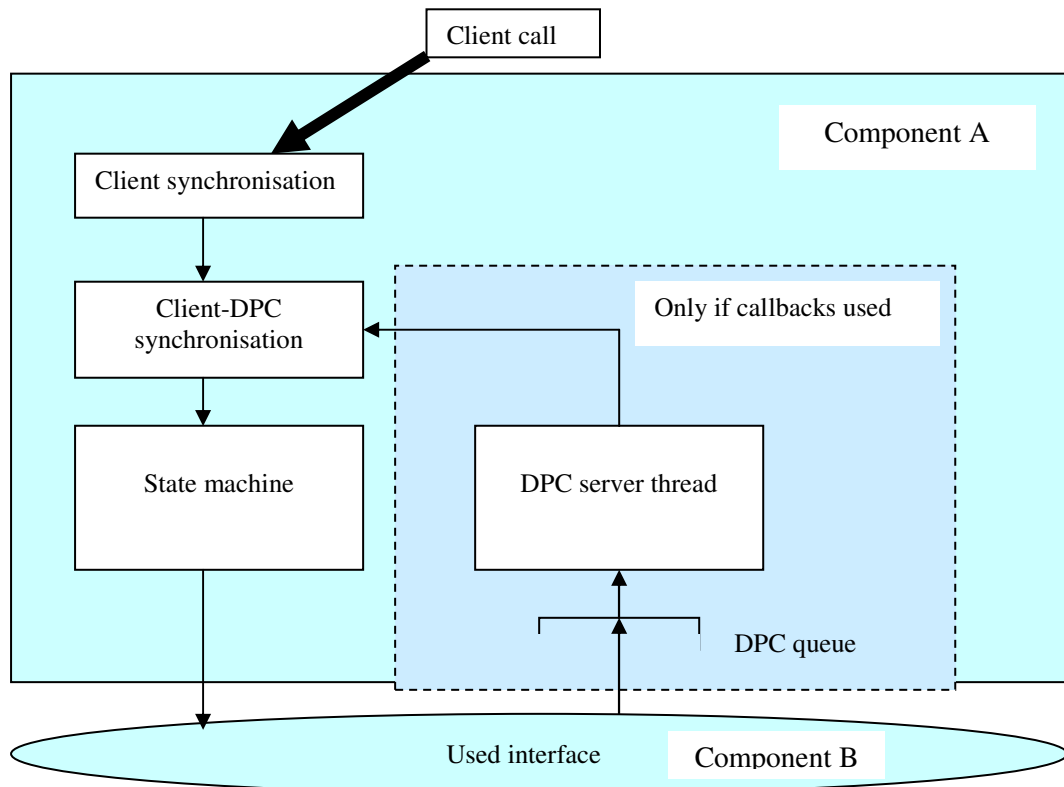 Client call
Component A
Client synchronisation
Client-DPC
synchronisation
Only if callbacks used
State machine
DPC server thread
DPC queue
Used interface
Component B